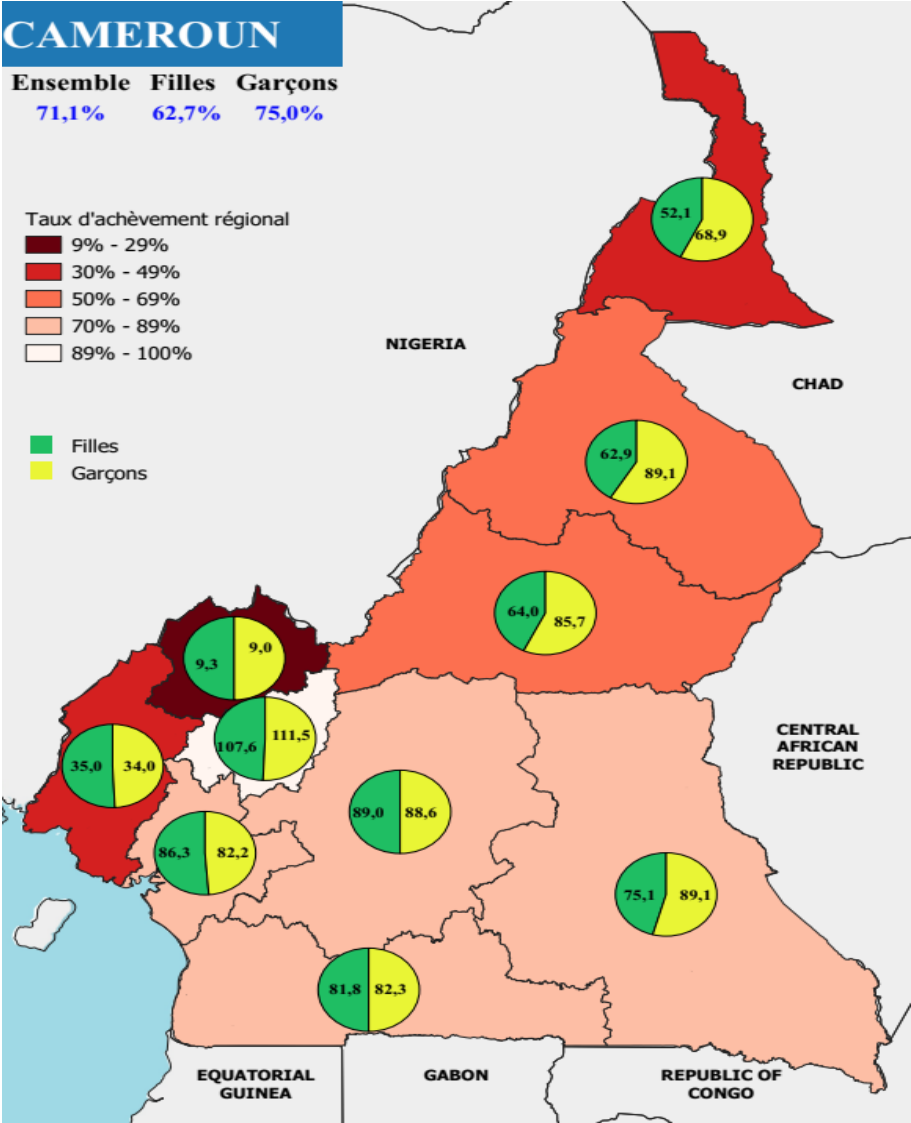 CAMEROUN
Ensemble Filles Garçons
71,1% 62,7% 75,0%
Taux d'achèvement régional
9% - 29%
30% - 49%
50% - 69%
70% - 89%
89% - 100%
Filles
Garçons
52,1
68,9
NIGERIA
CHAD
62,9
89,1
64,0
85,7
9,3
9,0
107,6
111,5
35,0
34,0
CENTRAL
AFRICAN
REPUBLIC
89,0
88,6
86,3
82,2
75,1
89,1
81,8
82,3
EQUATORIAL
GUINEA
GABON
REPUBLIC OF
CONGO